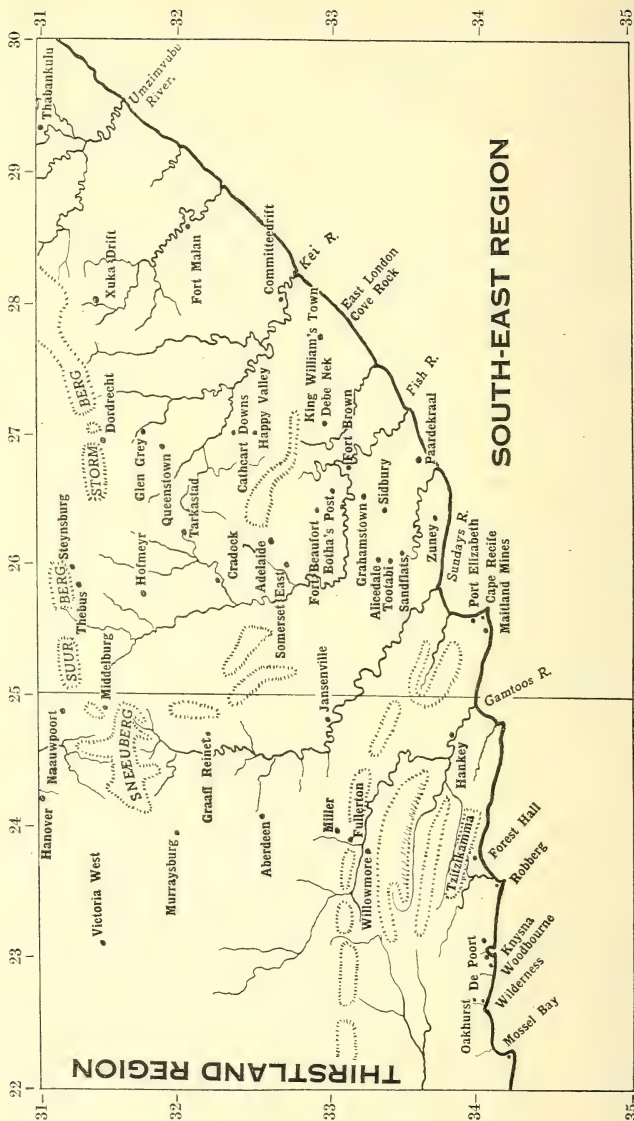 22
23
24
25
26
27
28
29
30
-31
-32
-33
-34
-35
-31
-32
-33
-34
-35
THIRSTLAND REGION
SOUTH-EAST REGION
Hanover
Naauwpoort
Victoria West
SNEEUBERG
Middelburg
SUUR
BERG
Steynsburg
Thebus
STORM
BERG
Dordrecht
Xuka Drift
Thabankulu
Umzimvubu
River.
Murraysburg
Graaff Reinet
Hofmeyr
Glen Grey
Queenstown
Tarkastad
Fort Malan
Aberdeen
Cradock
Cathcart Downs
Happy Valley
Committeedrift
Kei R.
Adelaide
Somerset East
Miller
Fullerton
Willowmore
Jansenville
Fort Beaufort
Botha's Post
Fort Brown
King William's Town
Debe Nek
East London
Cove Rock
Grahamstown
Sidbury
Alicedale
Tootabi
Sandflats
Fish R.
Paardekraal
Zuney
Sundays R.
Port Elizabeth
Cape Recife
Maitland Mines
Hankey
Gamtoos R.
Tzitzikamma
Forest Hall
Robberg
Oakhurst
De Poort
Knysna
Woodbourne
Wilderness
Mossel Bay